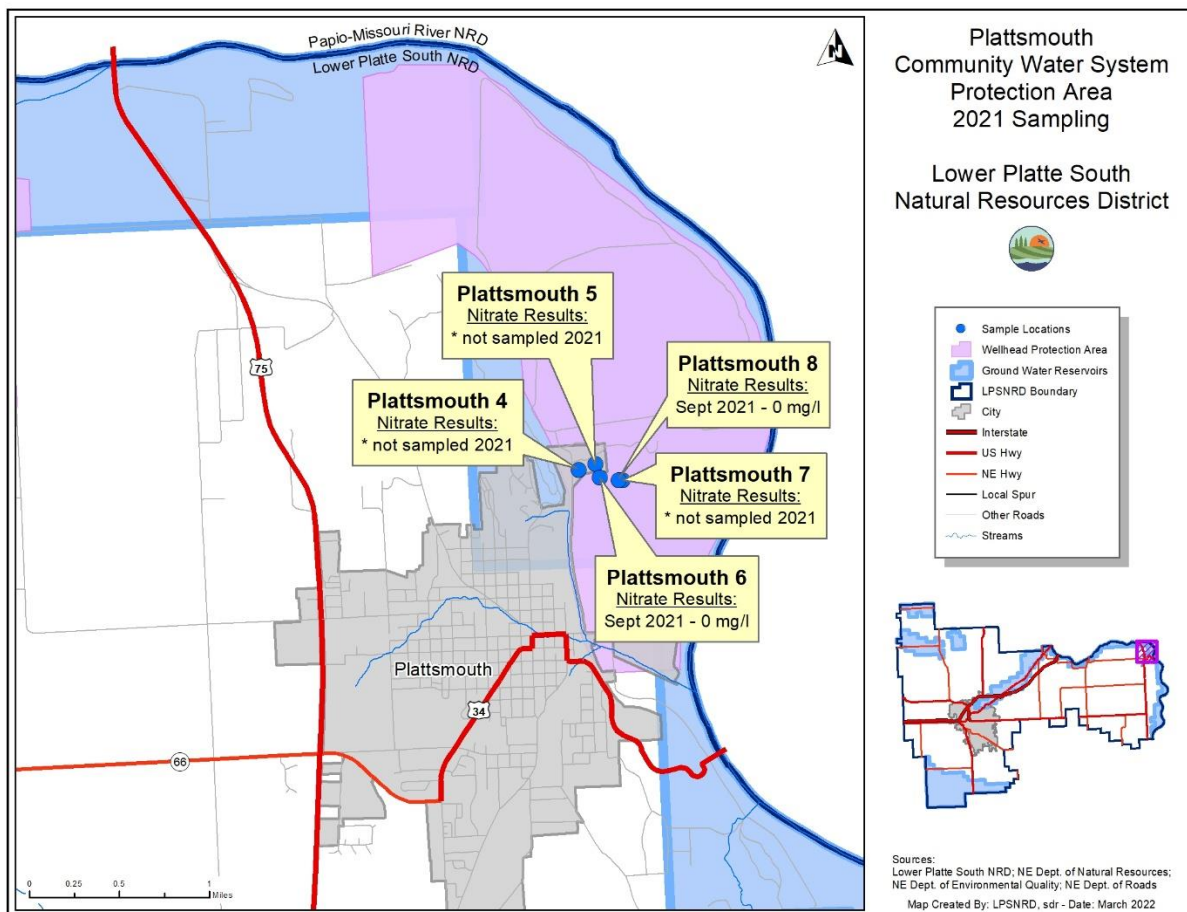 Papio-Missouri River NRD
Lower Platte South NRD
Plattsmouth
Community Water System
Protection Area
2021 Sampling
Lower Platte South
Natural Resources District
75
Plattsmouth 5
Nitrate Results:
* not sampled 2021
Plattsmouth 8
Nitrate Results:
Sept 2021 - 0 mg/l
Plattsmouth 4
Nitrate Results:
* not sampled 2021
Plattsmouth 7
Nitrate Results:
* not sampled 2021
Plattsmouth 6
Nitrate Results:
Sept 2021 - 0 mg/l
Plattsmouth
34
66
0 0.25 0.5 1
Miles
Sample Locations
Wellhead Protection Area
Ground Water Reservoirs
LPSNRD Boundary
City
Interstate
US Hwy
NE Hwy
Local Spur
Other Roads
Streams
Sources:
Lower Platte South NRD; NE Dept. of Natural Resources;
NE Dept. of Environmental Quality; NE Dept. of Roads
Map Created By: LPSNRD, sdr - Date: March 2022